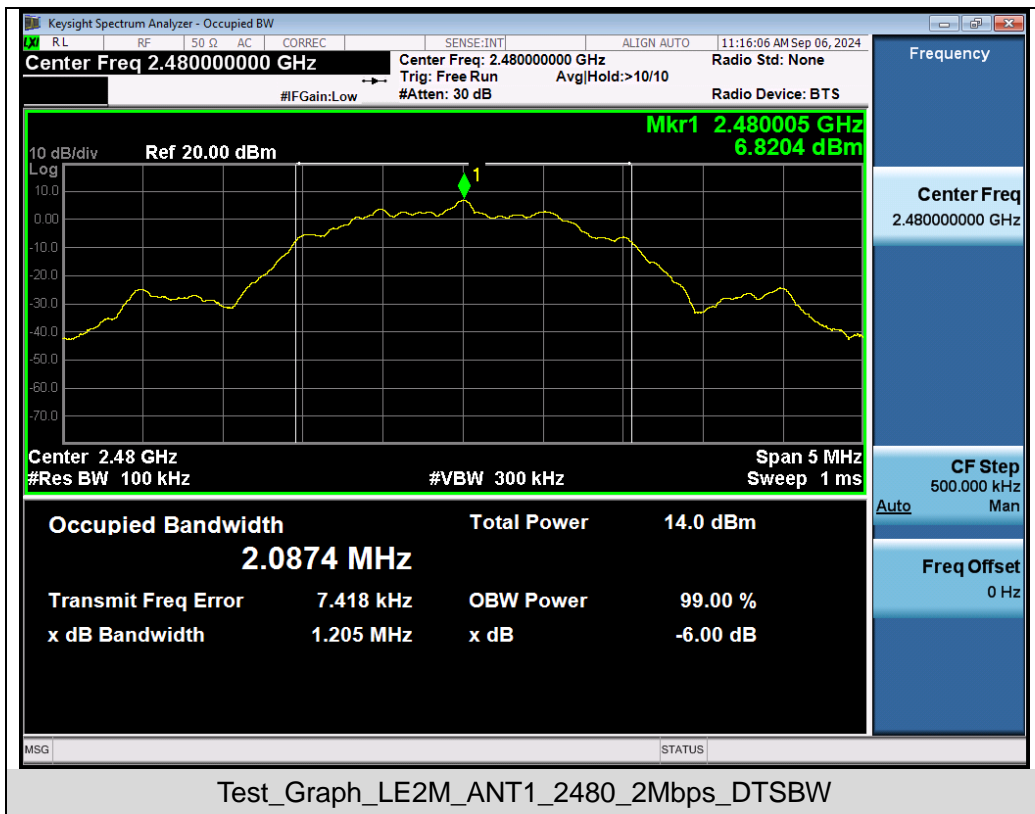 Keysight Spectrum Analyzer - Occupied BW
LXI RL RF 50 Ω AC CORREC SENSE:INT ALIGN AUTO 11:16:06 AM Sep 06, 2024
Center Freq 2.480000000 GHz
Center Freq: 2.480000000 GHz Radio Std: None
Trig: Free Run Avg|Hold:>10/10
#IFGain:Low #Atten: 30 dB Radio Device: BTS
Frequency
Mkr1 2.480005 GHz
10 dB/div Ref 20.00 dBm 6.8204 dBm
Log
1
10.0
0.00
-10.0
-20.0
-30.0
-40.0
-50.0
-60.0
-70.0
Center 2.48 GHz Span 5 MHz
#Res BW 100 kHz #VBW 300 kHz Sweep 1 ms
Center Freq
2.480000000 GHz
CF Step
500.000 kHz
Auto Man
Freq Offset
0 Hz
Occupied Bandwidth Total Power 14.0 dBm
2.0874 MHz
Transmit Freq Error 7.418 kHz OBW Power 99.00 %
x dB Bandwidth 1.205 MHz x dB -6.00 dB
MSG STATUS
Test_Graph_LE2M_ANT1_2480_2Mbps_DTSBW